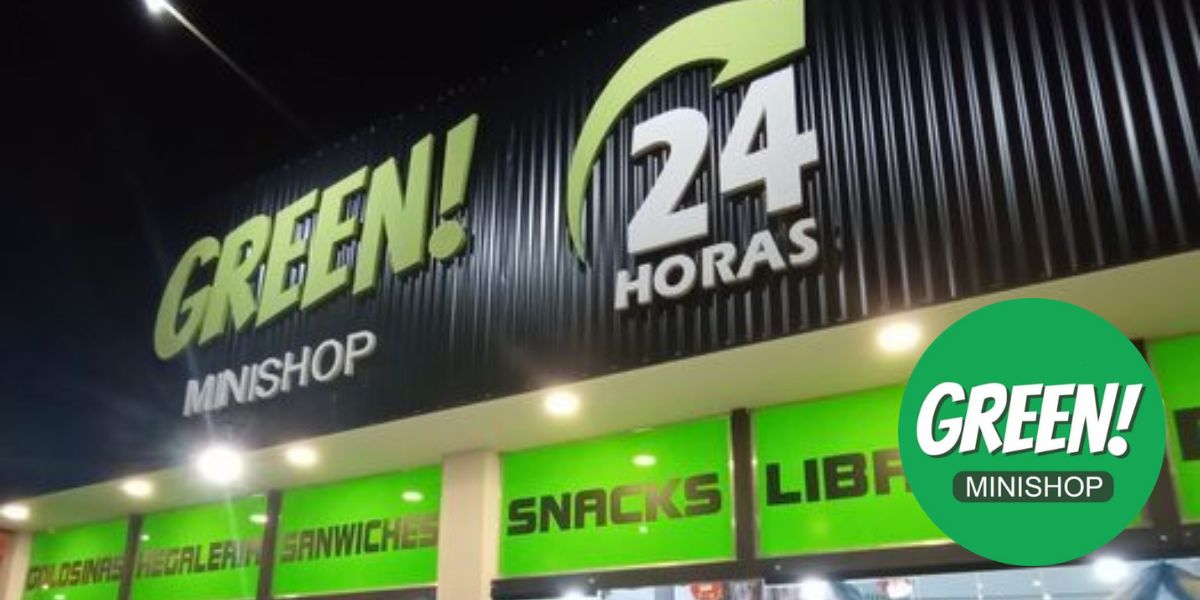 GREEN!
MINISHOP
24
HORAS
GOLOSINAS
REGALERIA
SANWICHES
SNACKS
GREEN!
MINISHOP